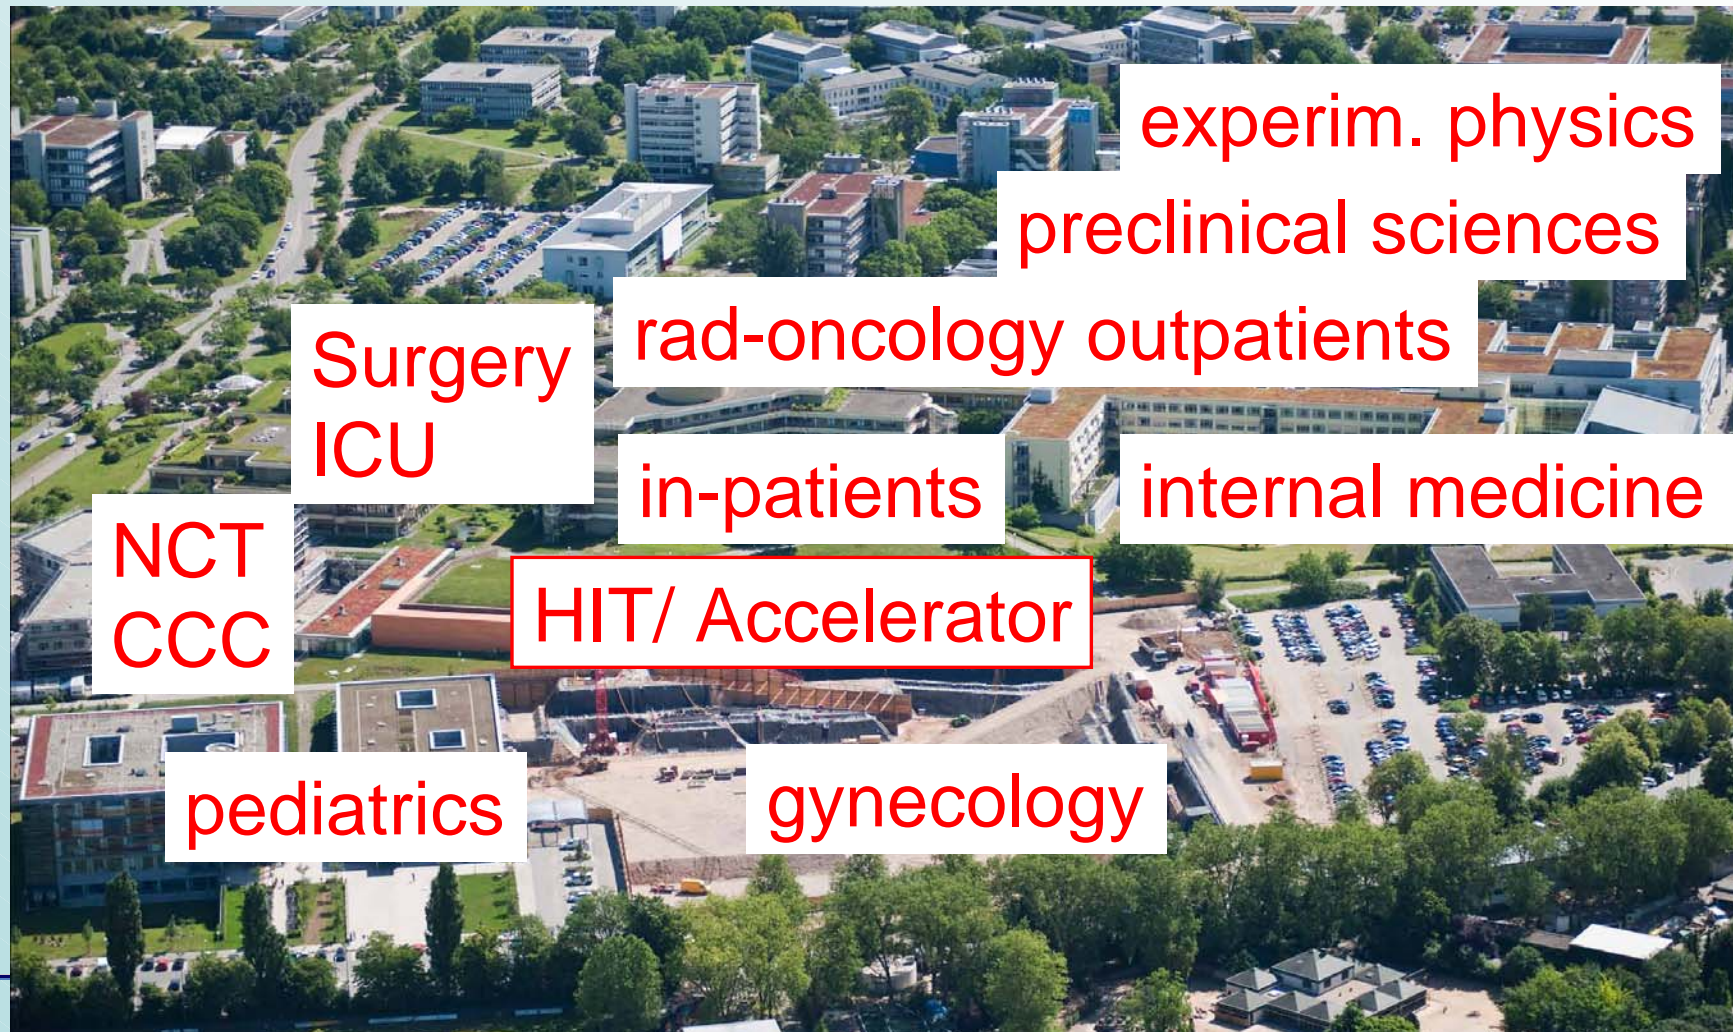 experim. physics
preclinical sciences
rad-oncology outpatients
Surgery
ICU
in-patients
internal medicine
NCT
CCC
HIT/ Accelerator
pediatrics
gynecology